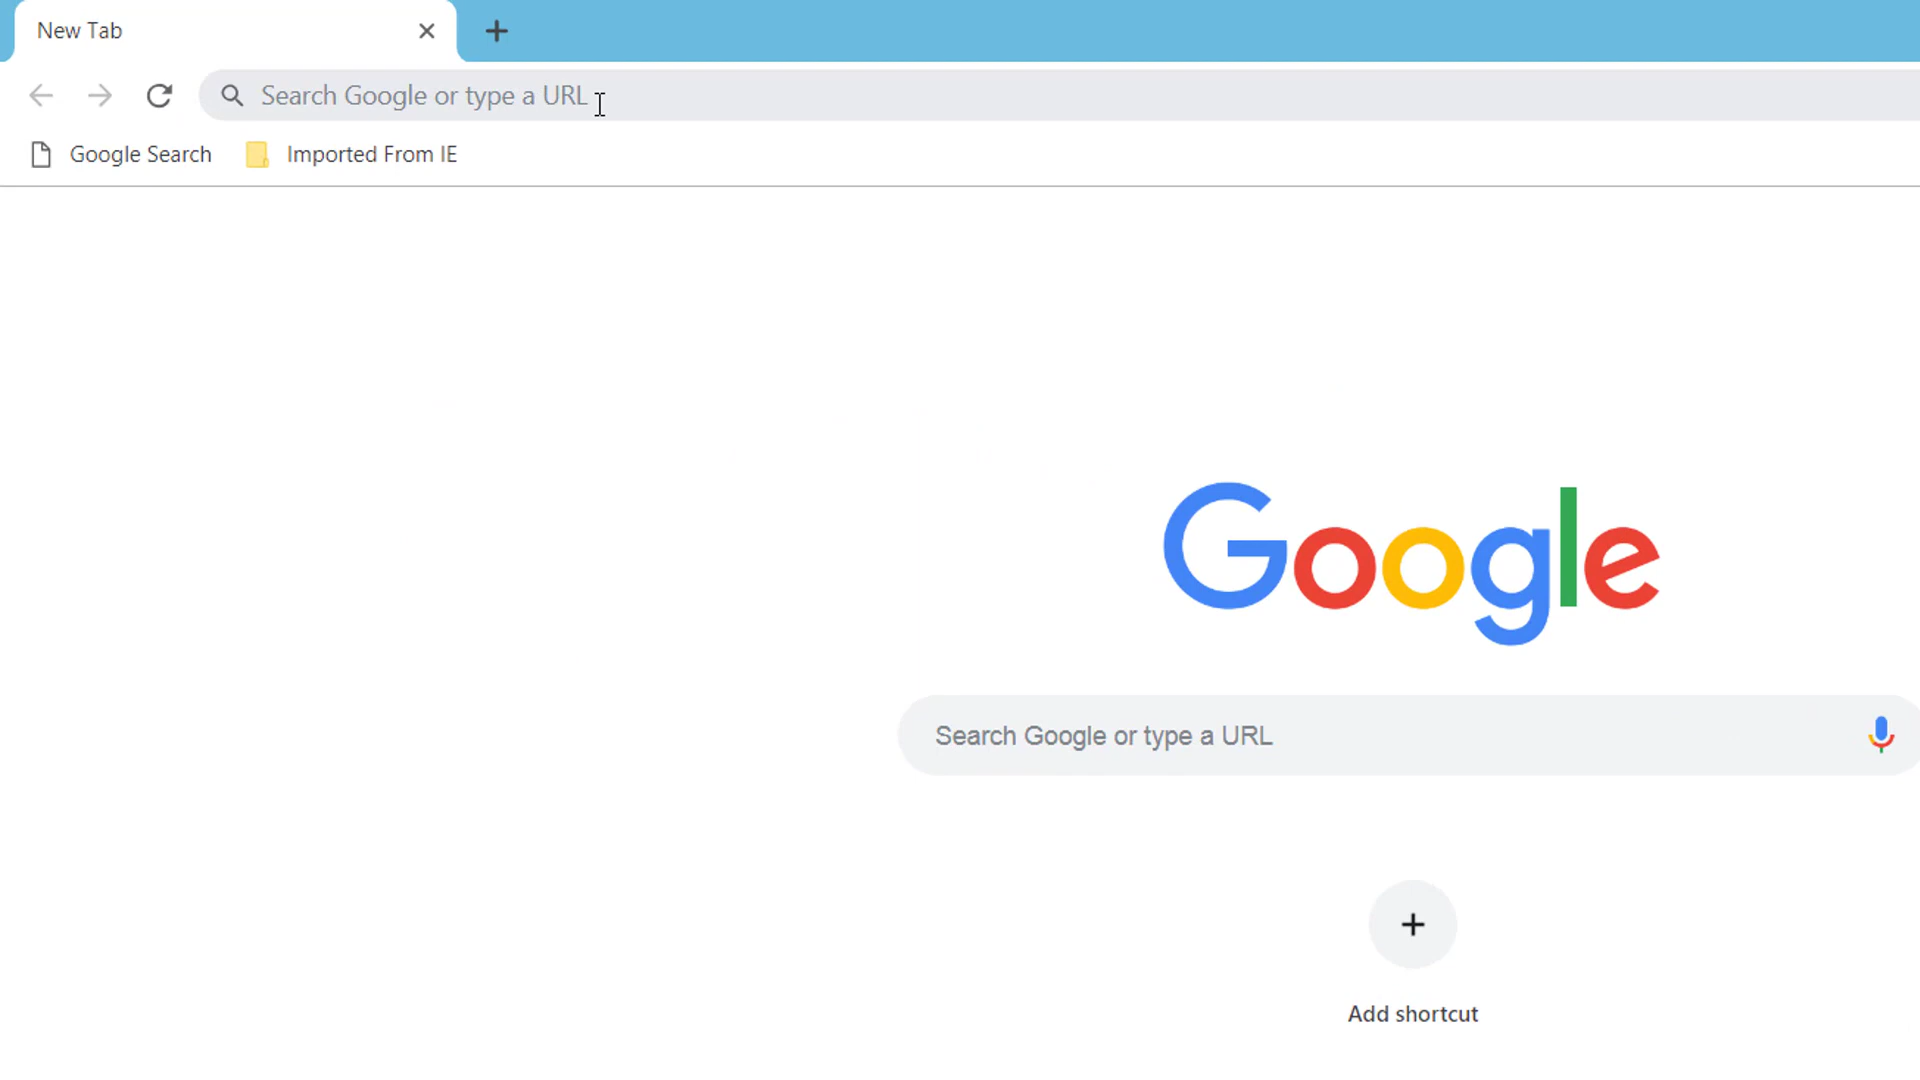 New Tab
Search Google or type a URL
Google Search
Imported From IE
Google
Search Google or type a URL
Add shortcut